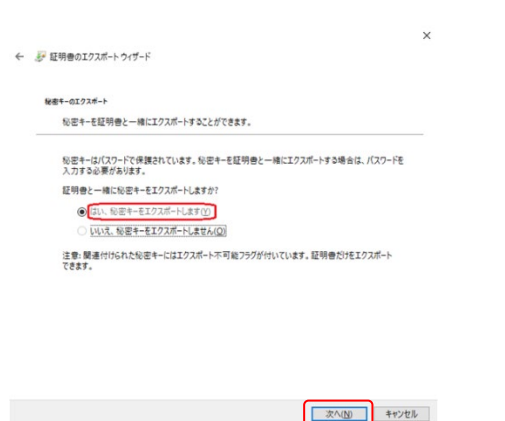 ×
← 証明書のエクスポート ウィザード
秘密キーのエクスポート
秘密キーを証明書と一緒にエクスポートすることができます。
秘密キーはパスワードで保護されています。秘密キーを証明書と一緒にエクスポートする場合は、パスワードを
入力する必要があります。
証明書と一緒に秘密キーをエクスポートしますか?
はい、秘密キーをエクスポートします(Y)
いいえ、秘密キーをエクスポートしません(O)
注意: 関連付けられた秘密キーにはエクスポート不可能フラグが付いています。証明書だけをエクスポート
できます。
次へ(N) キャンセル